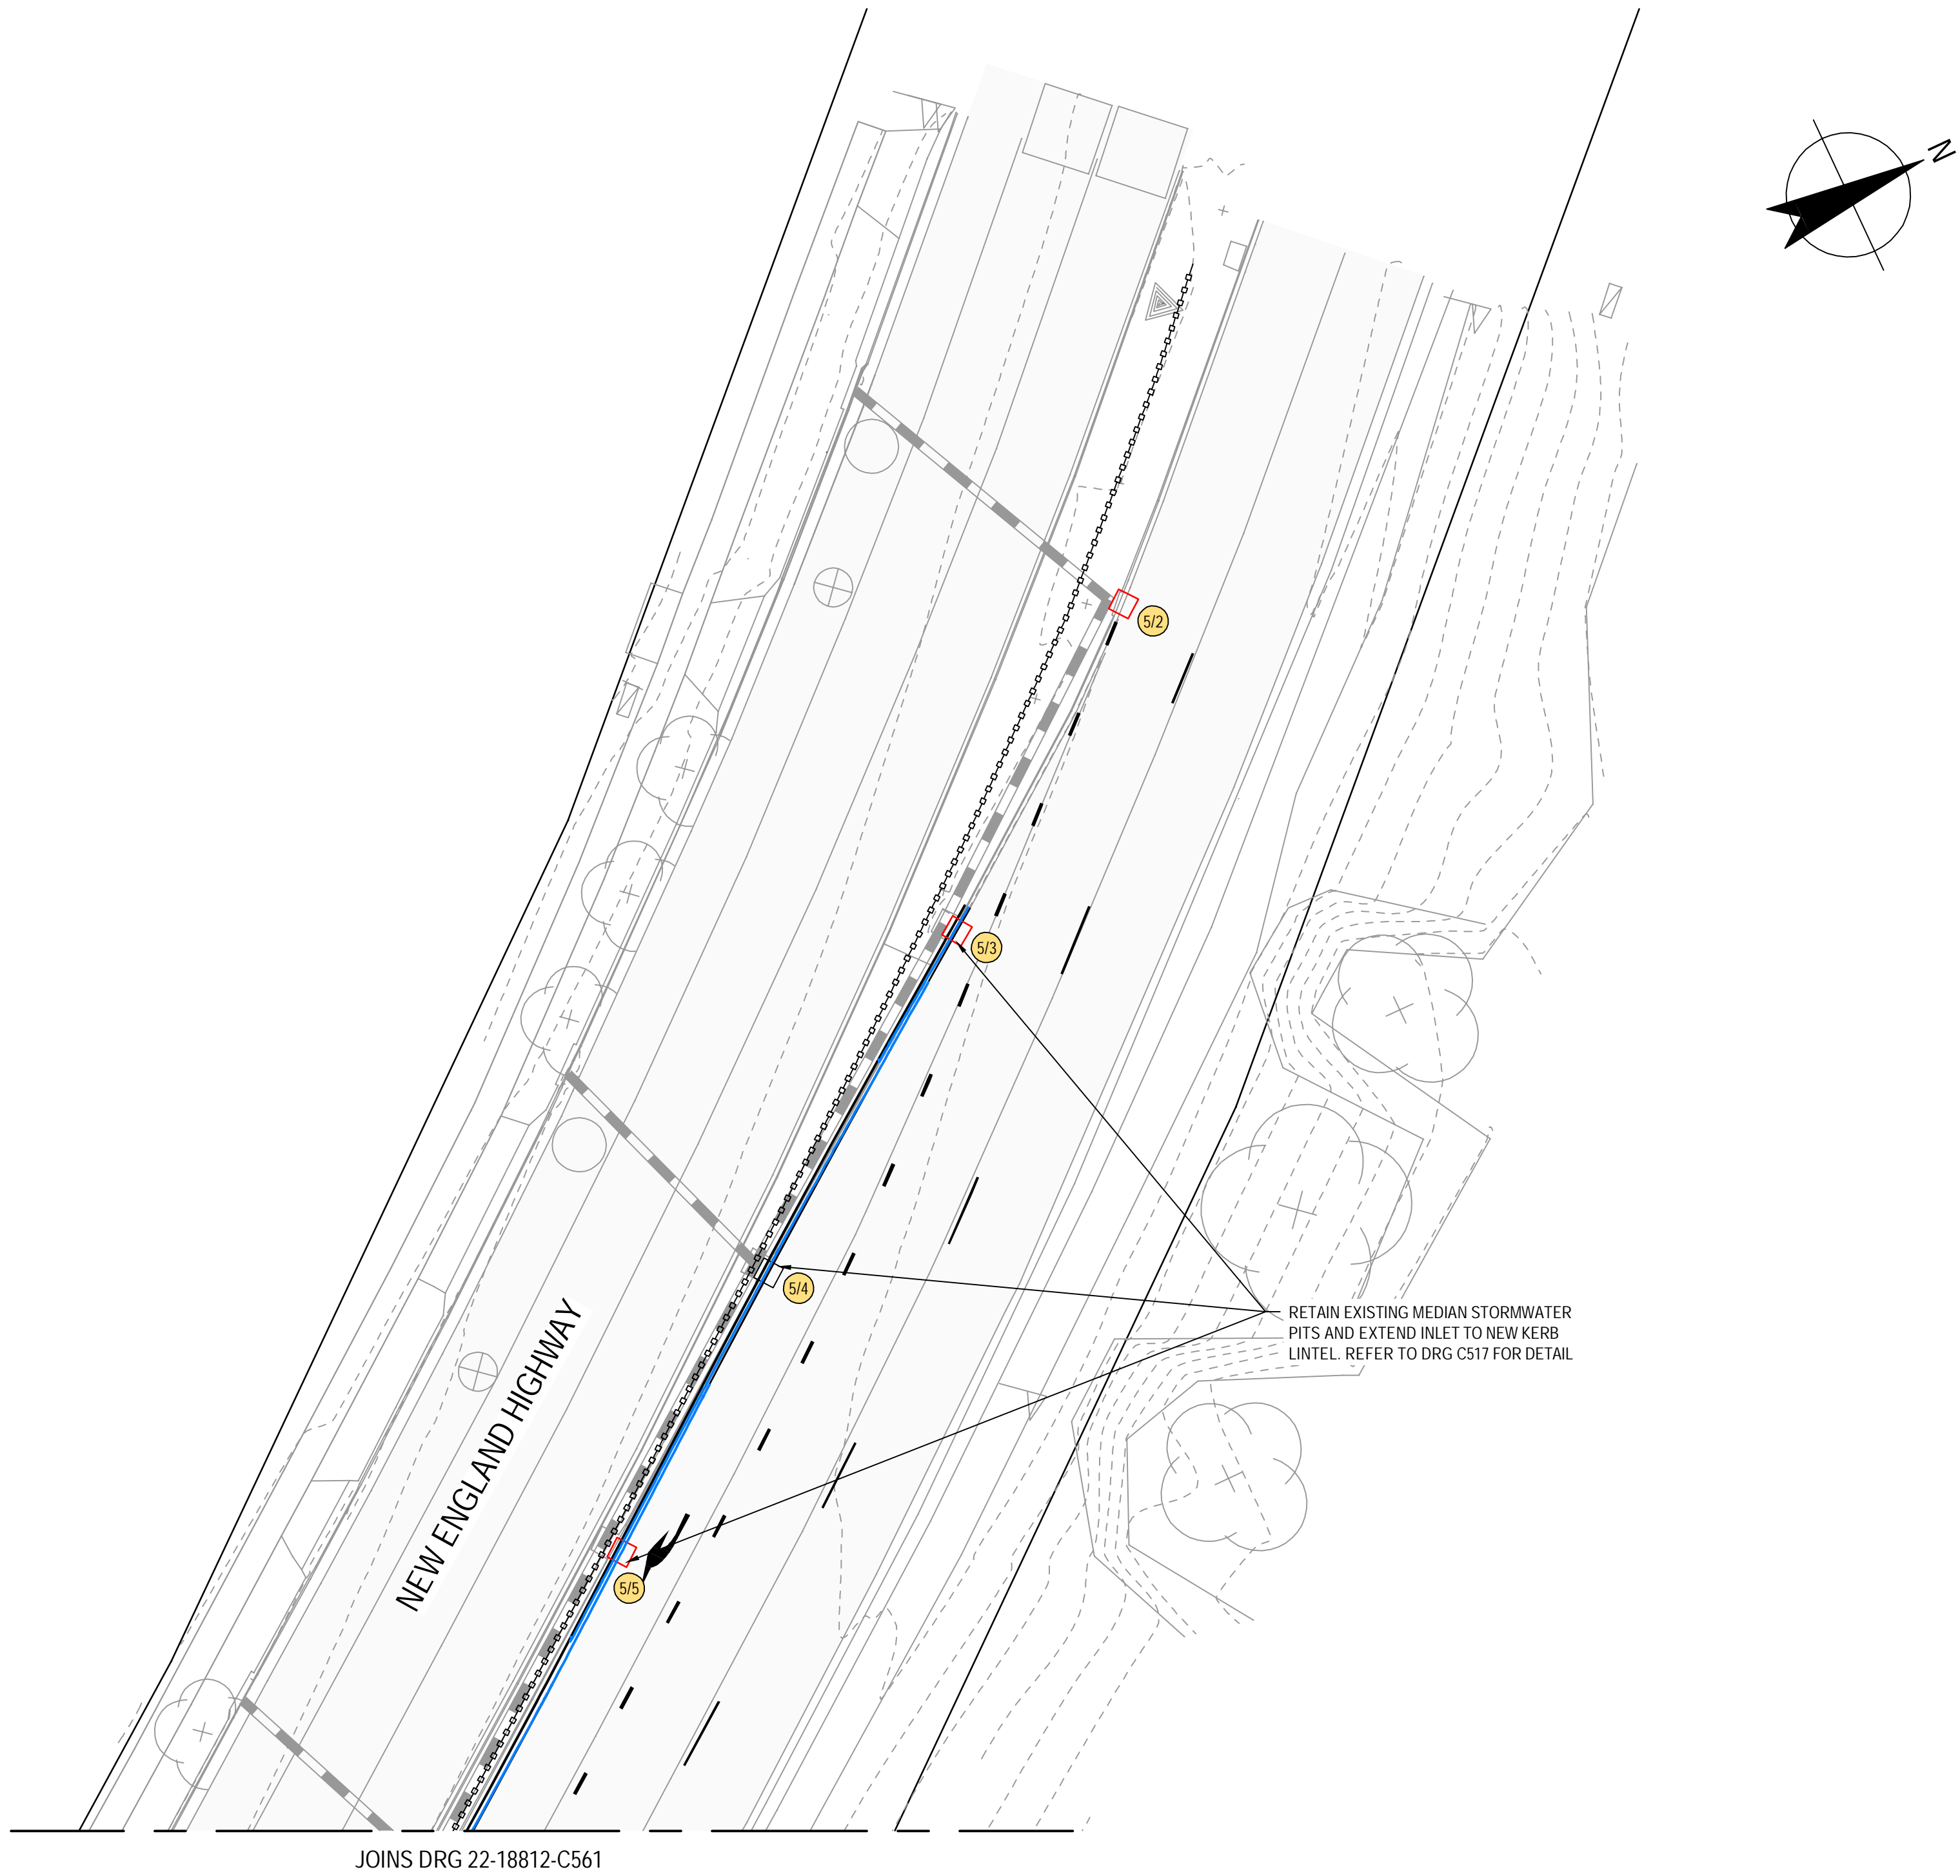 N
5/2
5/3
5/4
RETAIN EXISTING MEDIAN STORMWATER
PITS AND EXTEND INLET TO NEW KERB
LINTEL. REFER TO DRG C517 FOR DETAIL
NEW ENGLAND HIGHWAY
5/5
JOINS DRG 22-18812-C561